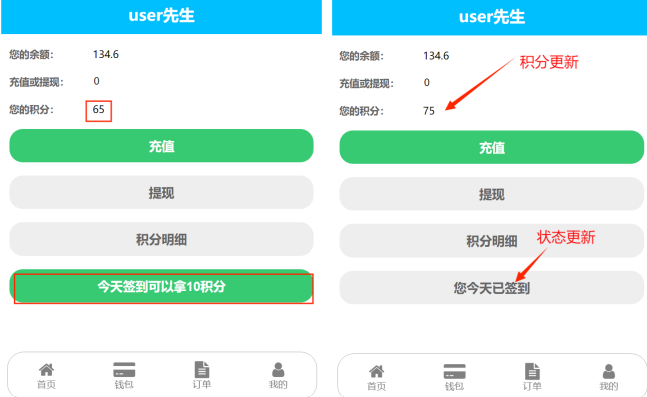 user先生
您的余额： 134.6
充值或提现： 0
您的积分： 65
充值
提现
积分明细
今天签到可以拿10积分
首页 钱包 订单 我的
user先生
您的余额： 134.6
积分更新
充值或提现： 0
您的积分： 75
充值
提现
积分明细
状态更新
您今天已签到
首页 钱包 订单 我的